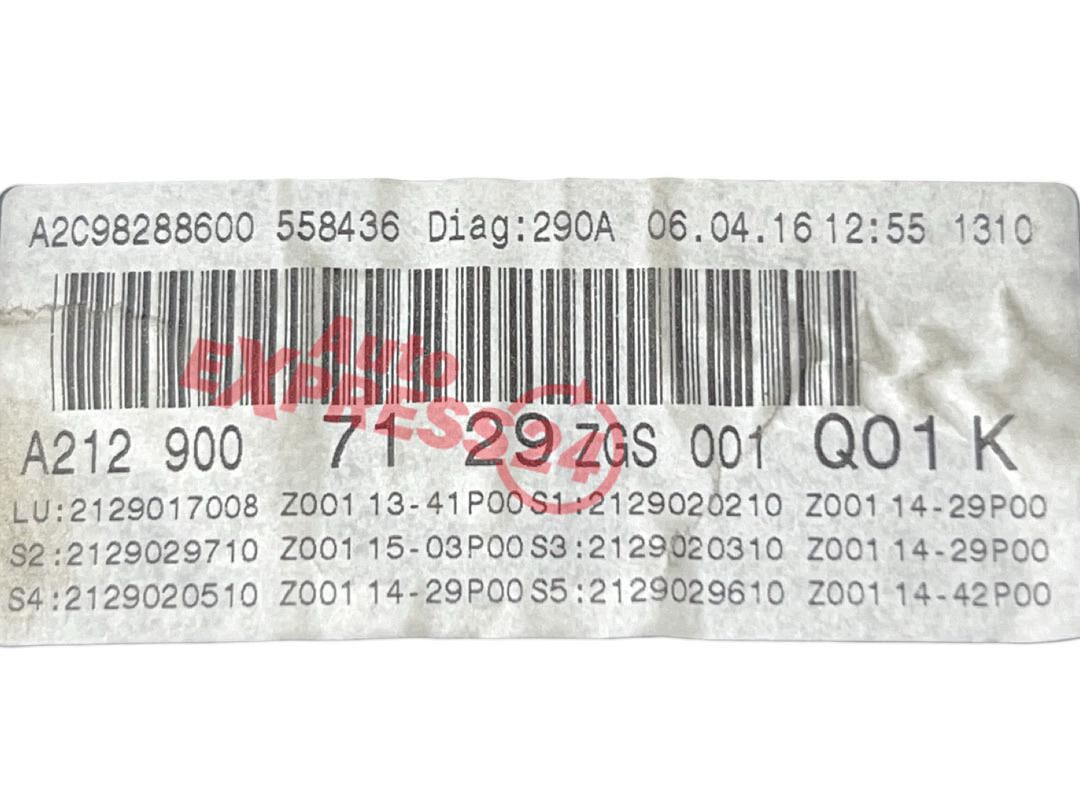 A2C98288600 558436 Diag:290A 06.04.16 12:55 1310
Auto
EXPRESS24
A212 900 71 29 ZGS 001 Q01 K
LU:2129017008 Z001 13-41P00 S1:2129020210 Z001 14-29P00
S2:2129029710 Z001 15-03P00 S3:2129020310 Z001 14-29P00
S4:2129020510 Z001 14-29P00 S5:2129029610 Z001 14-42P00